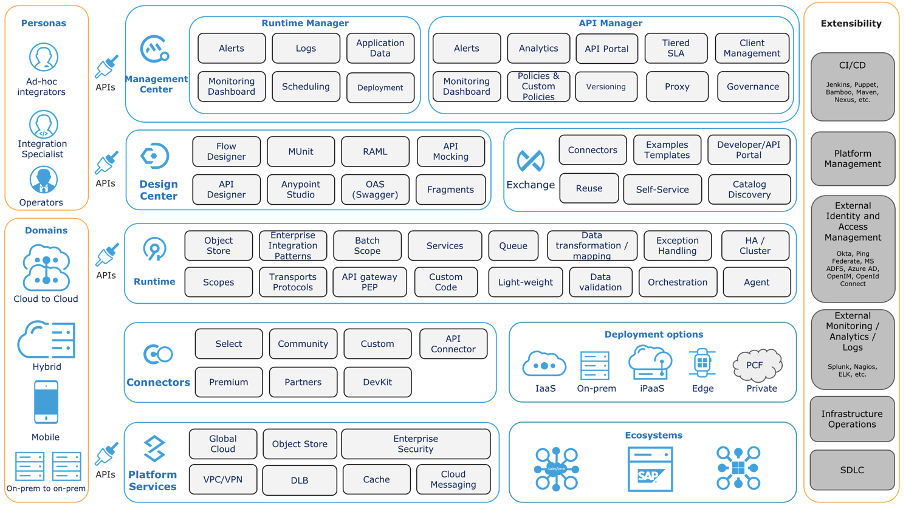 Personas
Ad-hoc
integrators
Integration
Specialist
Operators
Domains
Cloud to Cloud
Hybrid
Mobile
On-prem to on-prem
APIs
APIs
APIs
APIs
Management
Center
Runtime Manager
Alerts
Logs
Application
Data
Monitoring
Dashboard
Scheduling
Deployment
API Manager
Alerts
Analytics
API Portal
Tiered
SLA
Client
Management
Monitoring
Dashboard
Policies &
Custom
Policies
Versioning
Proxy
Governance
Design
Center
Flow
Designer
MUnit
RAML
API
Mocking
API
Designer
Anypoint
Studio
OAS
(Swagger)
Fragments
Exchange
Connectors
Examples
Templates
Developer/API
Portal
Reuse
Self-Service
Catalog
Discovery
Runtime
Object
Store
Enterprise
Integration
Patterns
Batch
Scope
Services
Queue
Data
transformation /
mapping
Exception
Handling
HA /
Cluster
Scopes
Transports
Protocols
API gateway
PEP
Custom
Code
Light-weight
Data
validation
Orchestration
Agent
Connectors
Select
Community
Custom
API
Connector
Premium
Partners
DevKit
Deployment options
IaaS
On-prem
iPaaS
Edge
PCF
Private
Platform
Services
Global
Cloud
Object Store
Enterprise
Security
VPC/VPN
DLB
Cache
Cloud
Messaging
Ecosystems
salesforce
SAP
Extensibility
CI/CD
Jenkins, Puppet,
Bamboo, Maven,
Nexus, etc.
Platform
Management
External
Identity and
Access
Management
Okta, Ping
Federate, MS
ADFS, Azure AD,
OpenIM, OpenId
Connect
External
Monitoring /
Analytics /
Logs
Splunk, Nagios,
ELK, etc.
Infrastructure
Operations
SDLC